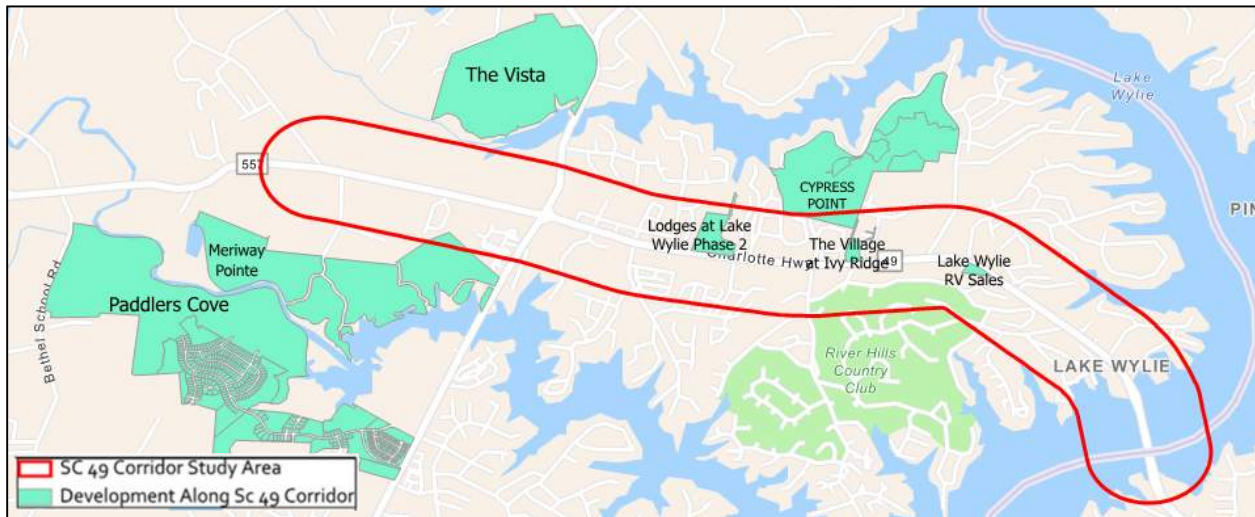 The Vista
Lake
Wylie
557
CYPRESS
POINT
PIN
Lodges at Lake
Wylie Phase 2
The Village
at Ivy Ridge
Charlotte Hwy
49
Lake Wylie
RV Sales
Meriway
Pointe
Paddlers Cove
Bethel School Rd
River Hills
Country
Club
LAKE WYLIE
SC 49 Corridor Study Area
Development Along Sc 49 Corridor